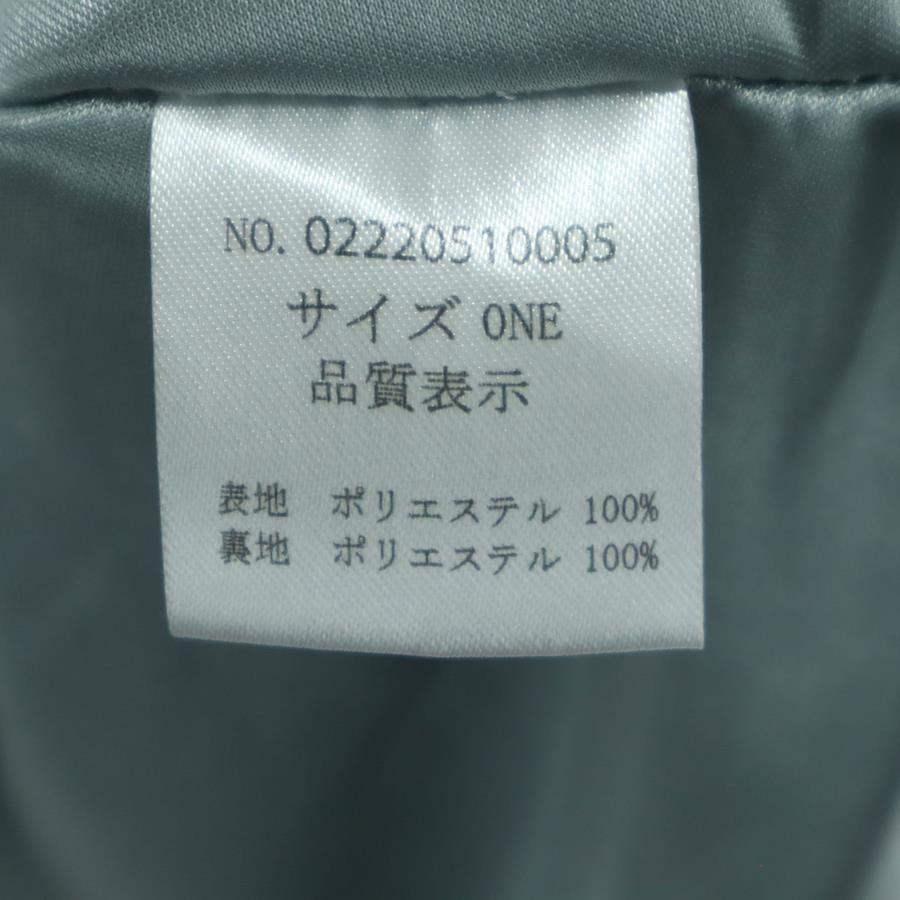 NO. 02220510005
サイズ ONE
品質表示
表地 ポリエステル 100%
裏地 ポリエステル 100%